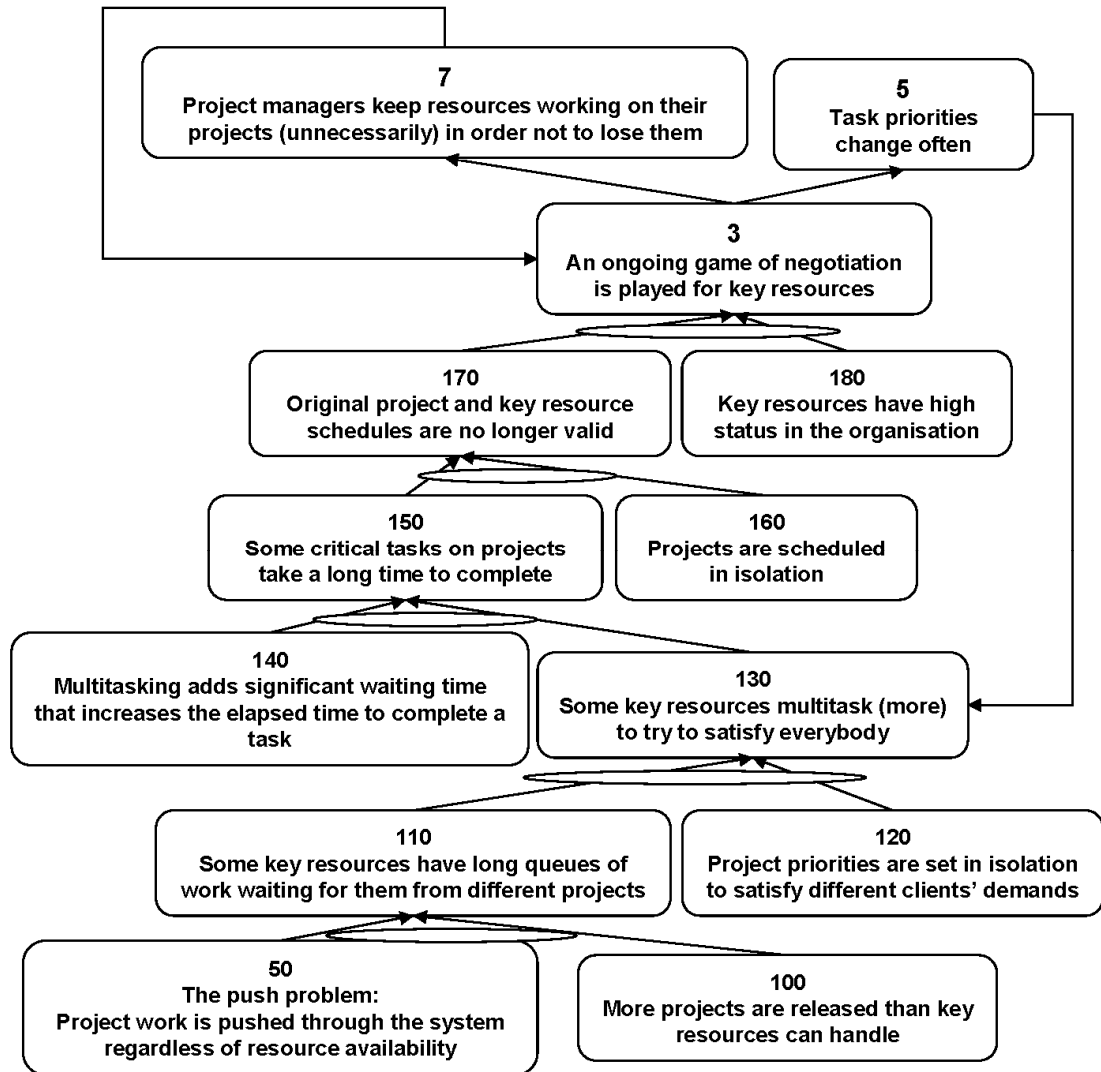 7
Project managers keep resources working on their
projects (unnecessarily) in order not to lose them
5
Task priorities
change often
3
An ongoing game of negotiation
is played for key resources
170
Original project and key resource
schedules are no longer valid
180
Key resources have high
status in the organisation
150
Some critical tasks on projects
take a long time to complete
160
Projects are scheduled
in isolation
140
Multitasking adds significant waiting time
that increases the elapsed time to complete a
task
130
Some key resources multitask (more)
to try to satisfy everybody
110
Some key resources have long queues of
work waiting for them from different projects
120
Project priorities are set in isolation
to satisfy different clients’ demands
50
The push problem:
Project work is pushed through the system
regardless of resource availability
100
More projects are released than key
resources can handle